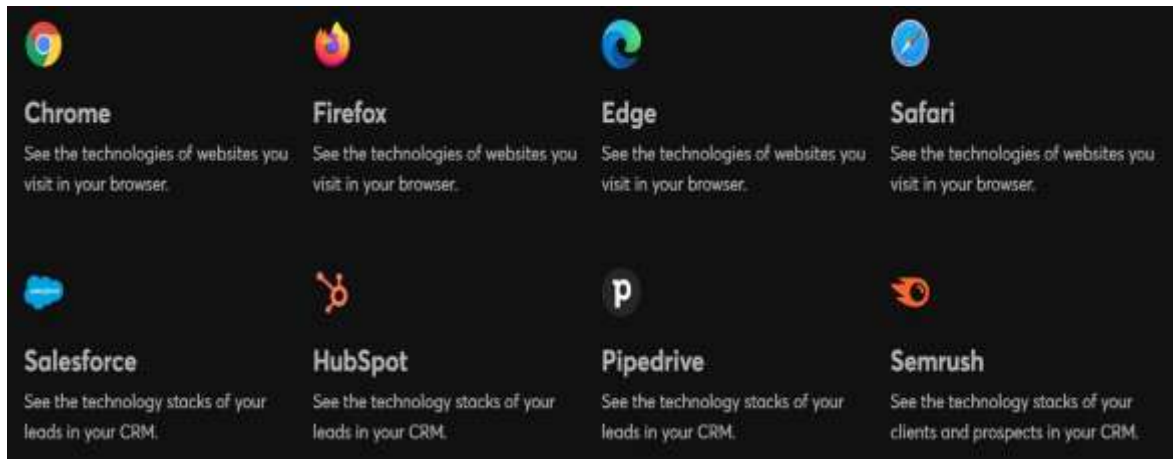 Chrome
See the technologies of websites you
visit in your browser.
Firefox
See the technologies of websites you
visit in your browser.
Edge
See the technologies of websites you
visit in your browser.
Safari
See the technologies of websites you
visit in your browser.
Salesforce
See the technology stacks of your
leads in your CRM.
HubSpot
See the technology stacks of your
leads in your CRM.
Pipedrive
See the technology stacks of your
leads in your CRM.
Semrush
See the technology stacks of your
clients and prospects in your CRM.